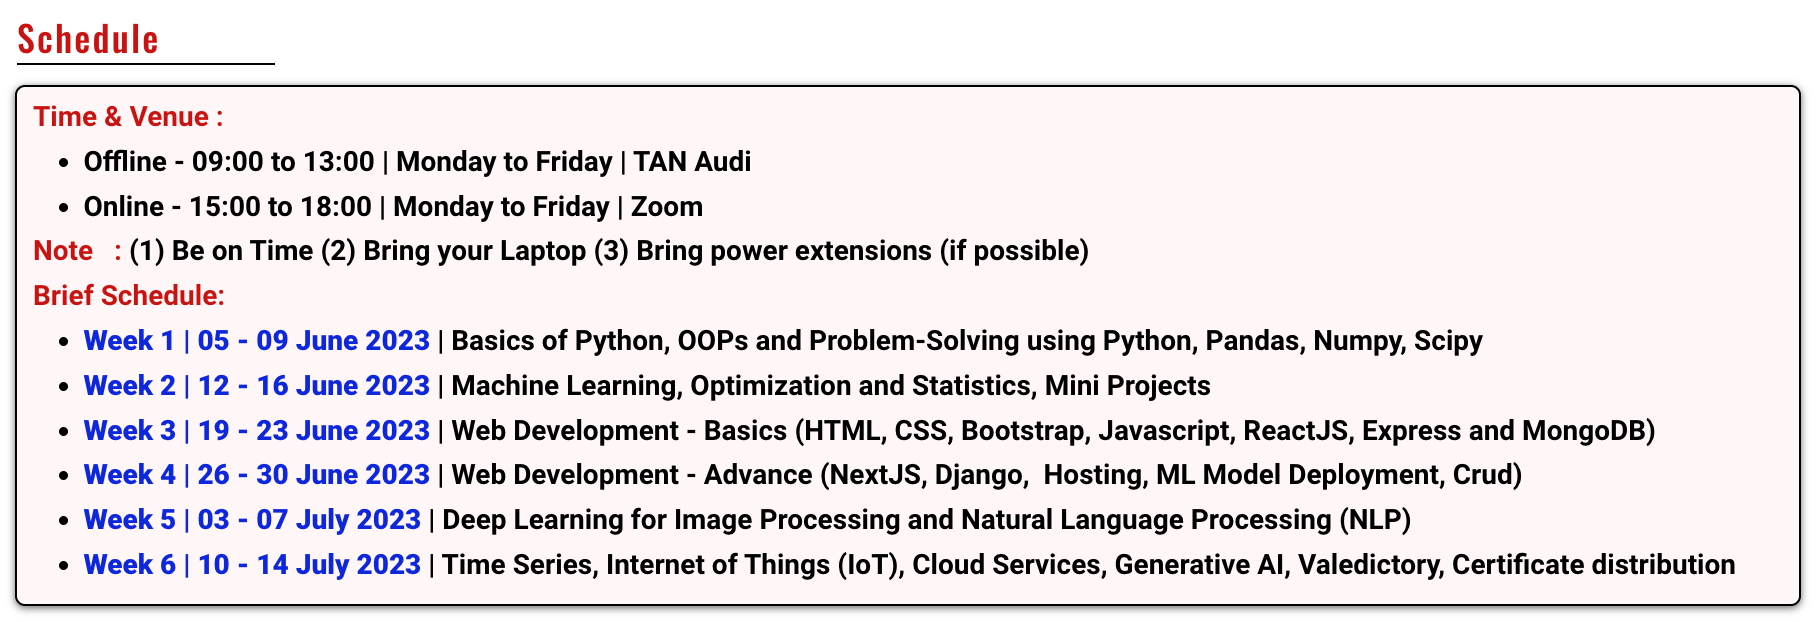 Schedule
Time & Venue :
• Offline - 09:00 to 13:00 | Monday to Friday | TAN Audi
• Online - 15:00 to 18:00 | Monday to Friday | Zoom
Note : (1) Be on Time (2) Bring your Laptop (3) Bring power extensions (if possible)
Brief Schedule:
• Week 1 | 05 - 09 June 2023 | Basics of Python, OOPs and Problem-Solving using Python, Pandas, Numpy, Scipy
• Week 2 | 12 - 16 June 2023 | Machine Learning, Optimization and Statistics, Mini Projects
• Week 3 | 19 - 23 June 2023 | Web Development - Basics (HTML, CSS, Bootstrap, Javascript, ReactJS, Express and MongoDB)
• Week 4 | 26 - 30 June 2023 | Web Development - Advance (NextJS, Django,  Hosting, ML Model Deployment, Crud)
• Week 5 | 03 - 07 July 2023 | Deep Learning for Image Processing and Natural Language Processing (NLP)
• Week 6 | 10 - 14 July 2023 | Time Series, Internet of Things (IoT), Cloud Services, Generative AI, Valedictory, Certificate distribution